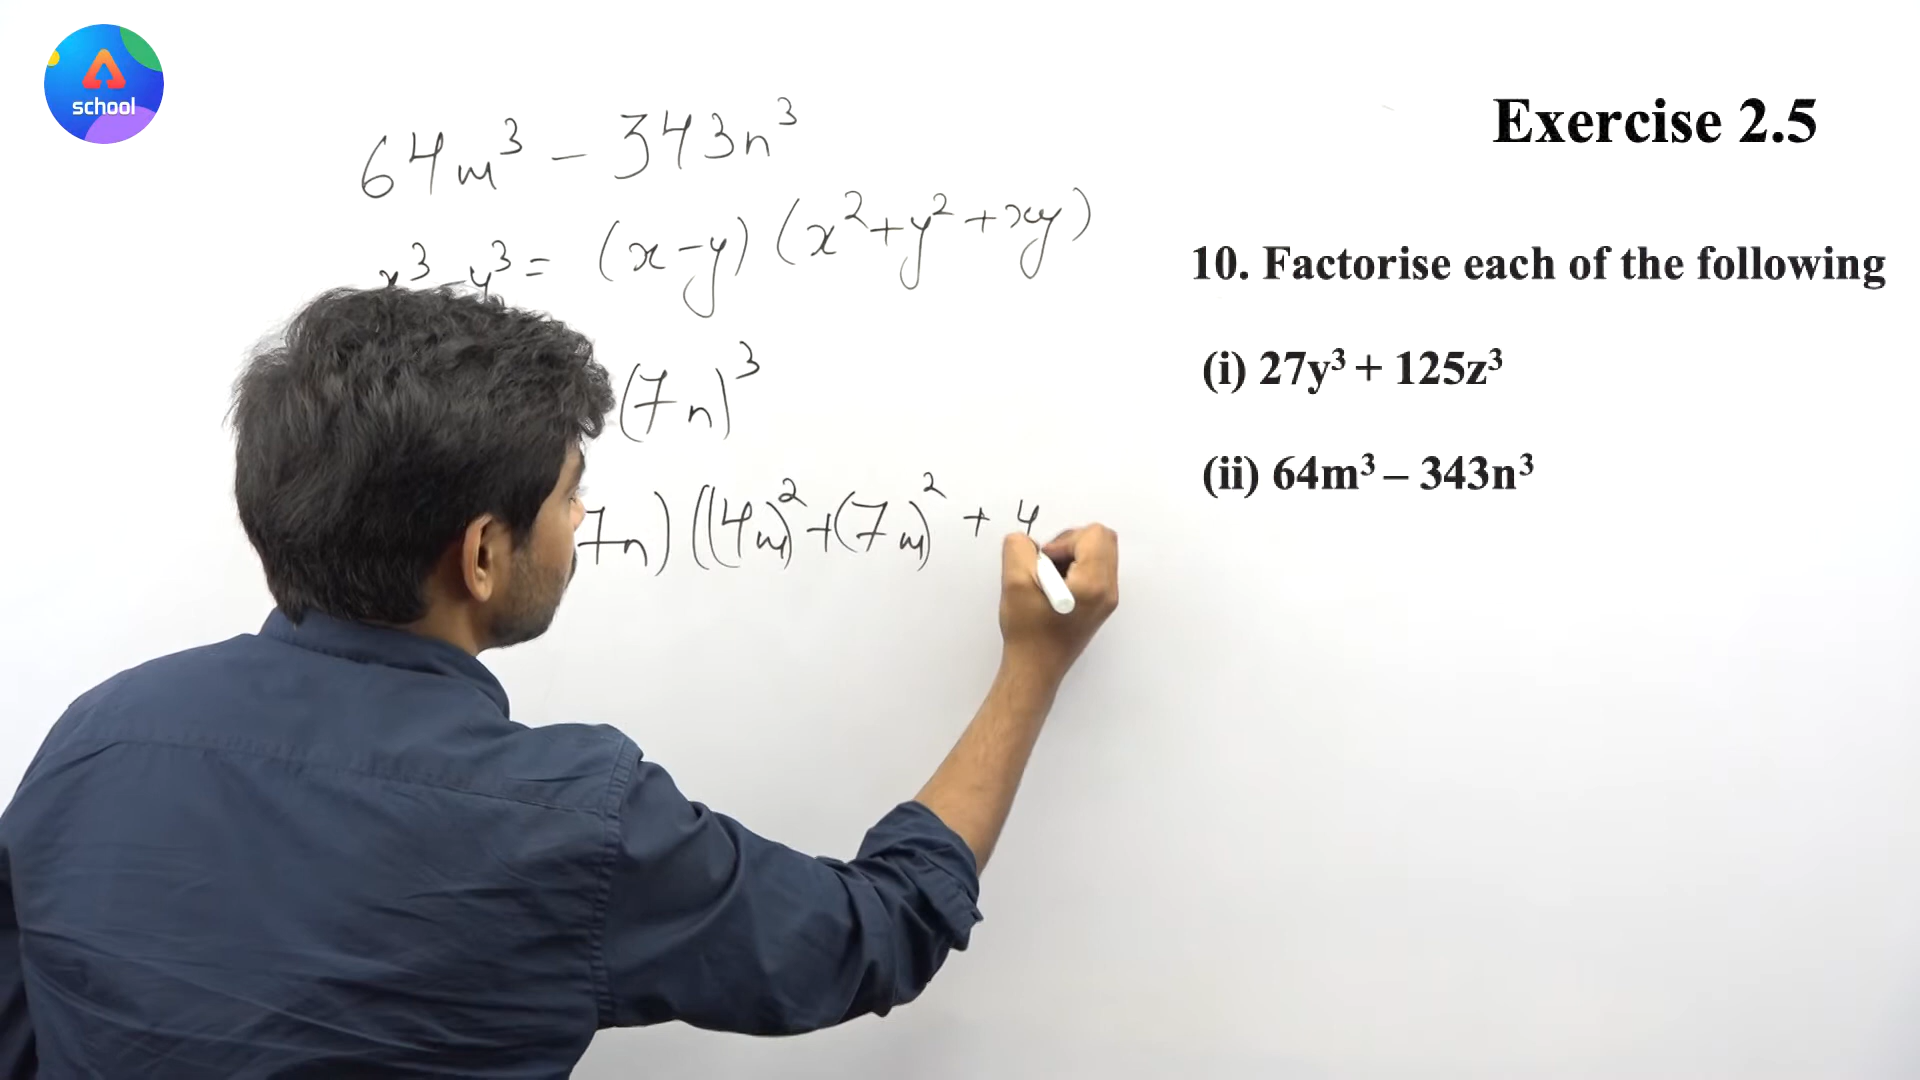 school
64m³ – 343n³
x³ – y³ = (x – y) (x² + y² + xy)
(7n)³
7n) ((4m)² + (7m)² + 4
Exercise 2.5
10. Factorise each of the following
(i) 27y³ + 125z³
(ii) 64m³ – 343n³